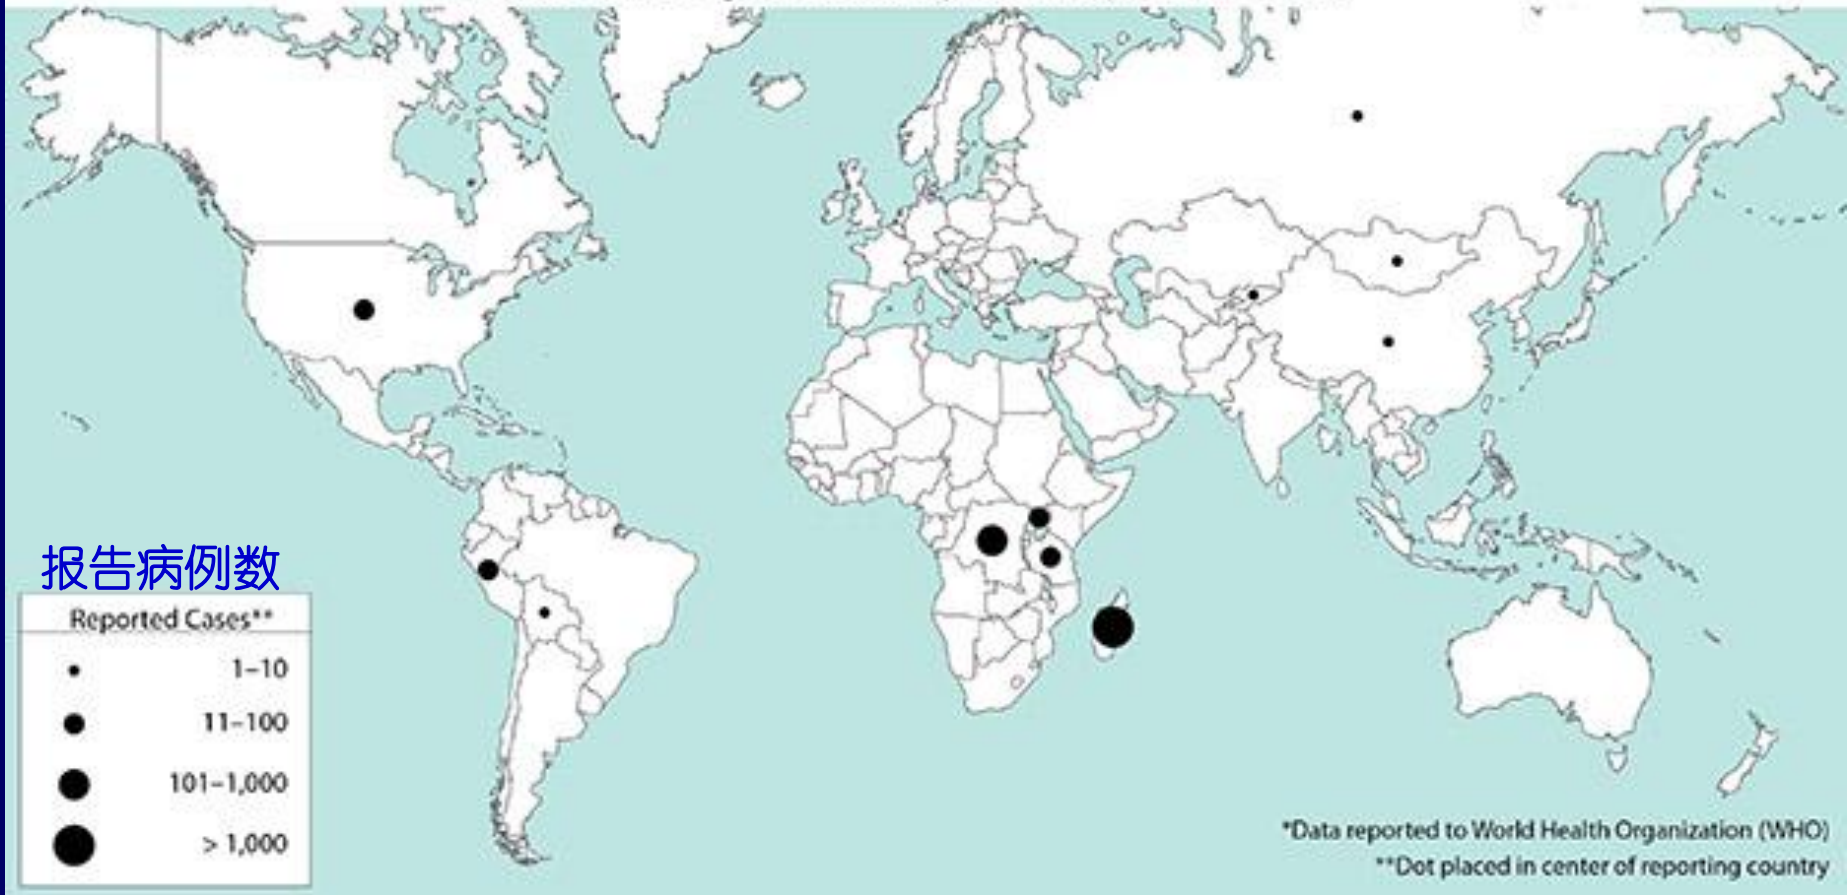 报告病例数
Reported Cases**
1–10
11–100
101–1,000
> 1,000
*Data reported to World Health Organization (WHO)
**Dot placed in center of reporting country